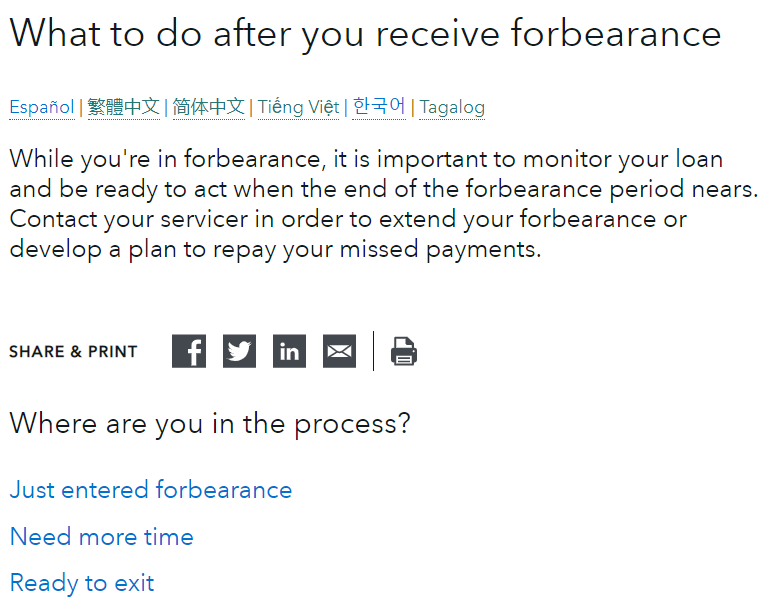 What to do after you receive forbearance
Español | 繁體中文 | 简体中文 | Tiếng Việt | 한국어 | Tagalog
While you're in forbearance, it is important to monitor your loan
and be ready to act when the end of the forbearance period nears.
Contact your servicer in order to extend your forbearance or
develop a plan to repay your missed payments.
SHARE & PRINT
Where are you in the process?
Just entered forbearance
Need more time
Ready to exit